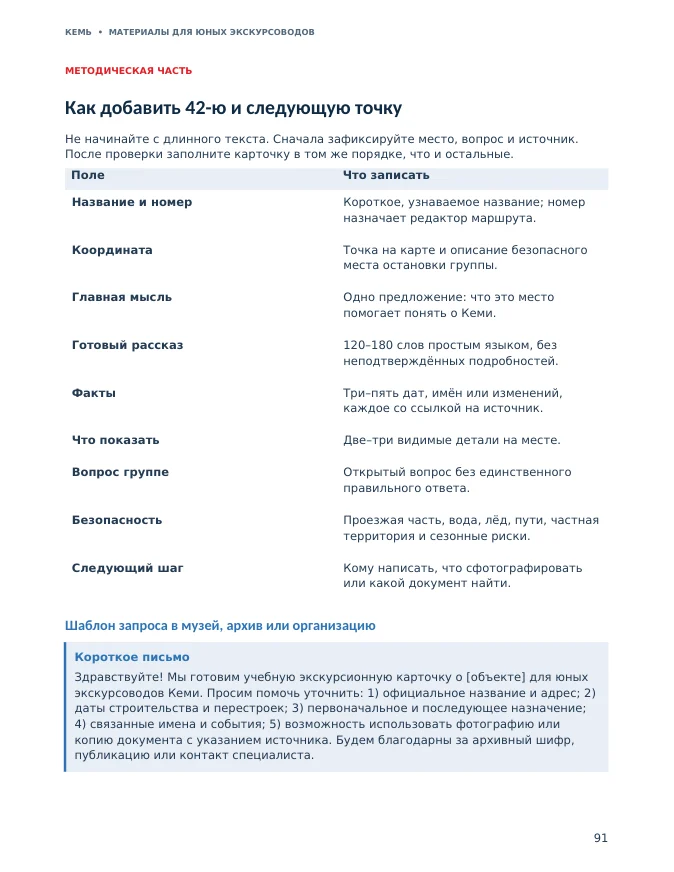 КЕМЬ • МАТЕРИАЛЫ ДЛЯ ЮНЫХ ЭКСКУРСОВОДОВ
МЕТОДИЧЕСКАЯ ЧАСТЬ
Как добавить 42-ю и следующую точку
Не начинайте с длинного текста. Сначала зафиксируйте место, вопрос и источник.
После проверки заполните карточку в том же порядке, что и остальные.
Поле Что записать
Название и номер Короткое, узнаваемое название; номер
назначает редактор маршрута.
Координата Точка на карте и описание безопасного
места остановки группы.
Главная мысль Одно предложение: что это место
помогает понять о Кеми.
Готовый рассказ 120–180 слов простым языком, без
неподтверждённых подробностей.
Факты Три–пять дат, имён или изменений,
каждое со ссылкой на источник.
Что показать Две–три видимые детали на месте.
Вопрос группе Открытый вопрос без единственного
правильного ответа.
Безопасность Проезжая часть, вода, лёд, пути, частная
территория и сезонные риски.
Следующий шаг Кому написать, что сфотографировать
или какой документ найти.
Шаблон запроса в музей, архив или организацию
Короткое письмо
Здравствуйте! Мы готовим учебную экскурсионную карточку о [объекте] для юных
экскурсоводов Кеми. Просим помочь уточнить: 1) официальное название и адрес; 2)
даты строительства и перестроек; 3) первоначальное и последующее назначение;
4) связанные имена и события; 5) возможность использовать фотографию или
копию документа с указанием источника. Будем благодарны за архивный шифр,
публикацию или контакт специалиста.
91